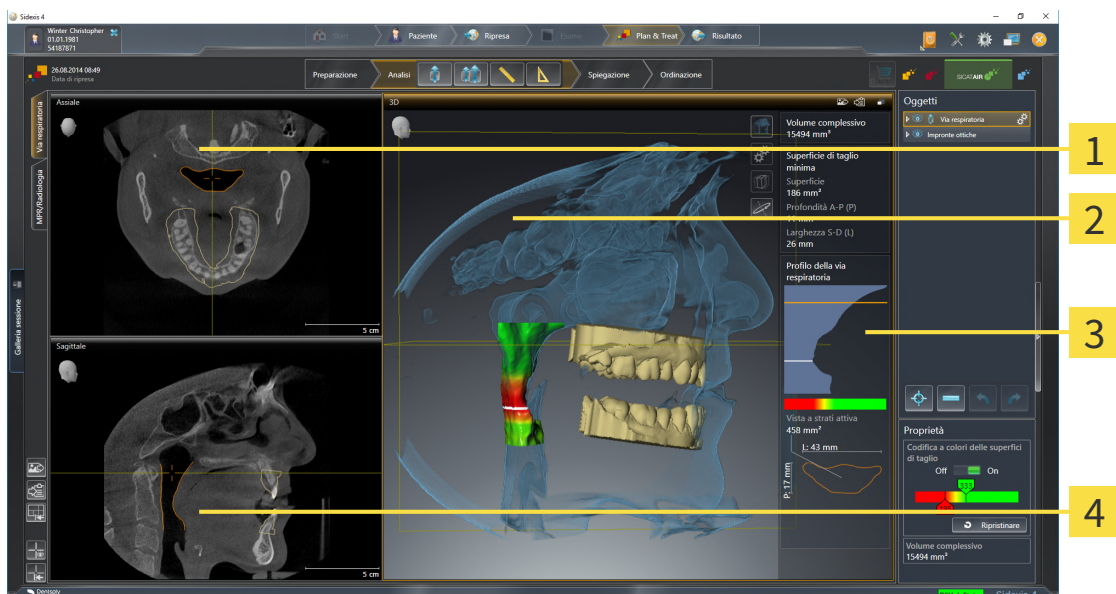 Sidexis 4
Winter Christopher
01.01.1981
54187871
Start
Paziente
Ripresa
Esame
Plan & Treat
Risultato
26.08.2014 08:49
Data di ripresa
Preparazione
Analisi
Spiegazione
Ordinazione
SICAT AIR
Via respiratoria
MPR/Radiologia
Galleria sessione
Assiale
5 cm
Sagittale
5 cm
3D
Volume complessivo
15494 mm³
Superficie di taglio
minima
Superficie
186 mm²
Profondità A-P (P)
Larghezza S-D (L)
26 mm
Profilo della via
respiratoria
Vista a strati attiva
458 mm²
L: 43 mm
P: 17 mm
Oggetti
Via respiratoria
Impronte ottiche
Proprietà
Codifica a colori delle superfici
di taglio
Off
On
333
Ripristinare
Volume complessivo
15494 mm³
Dentsply
Sidexis 4
1
2
3
4